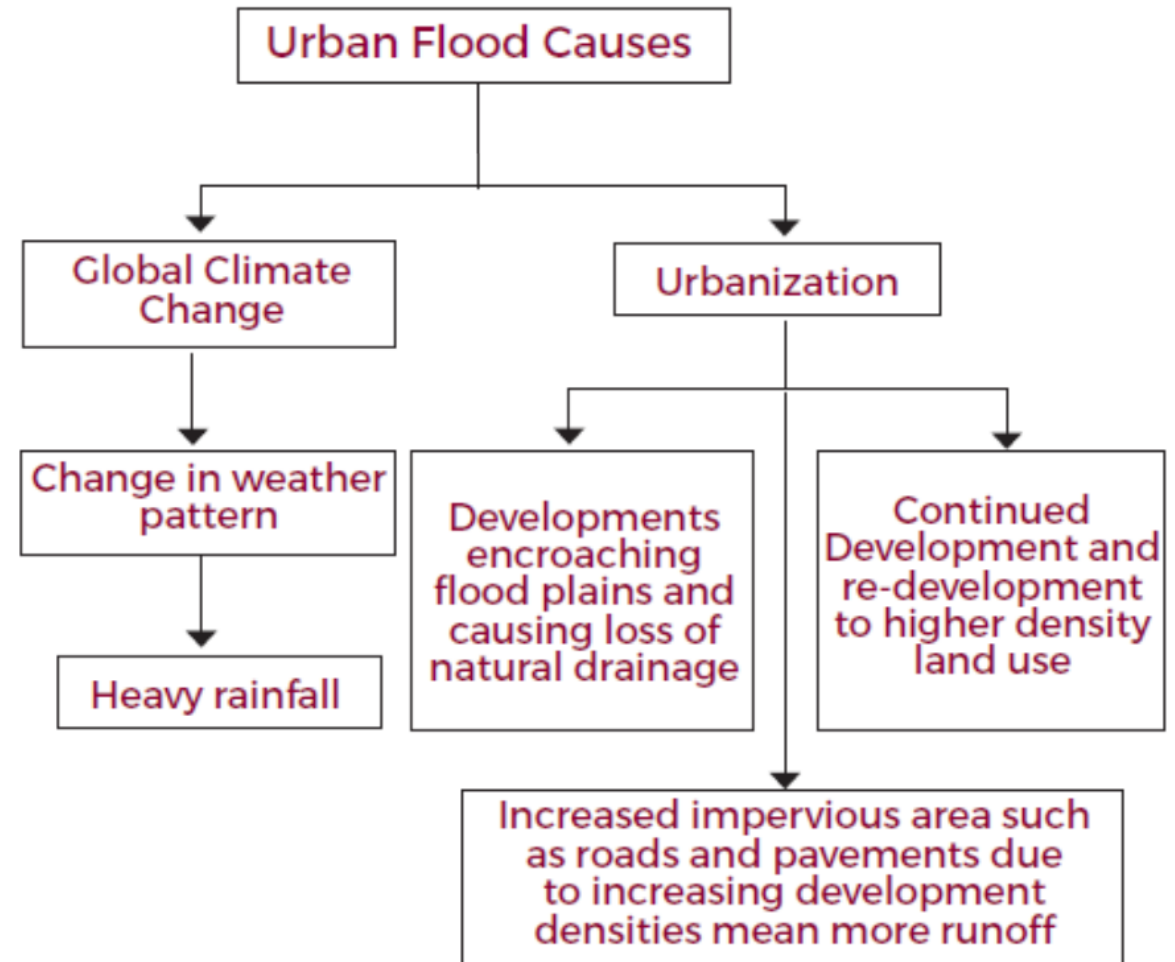 Urban Flood Causes
Global Climate
Change
Urbanization
Change in weather
pattern
Heavy rainfall
Developments
encroaching
flood plains and
causing loss of
natural drainage
Continued
Development and
re-development
to higher density
land use
Increased impervious area such
as roads and pavements due
to increasing development
densities mean more runoff